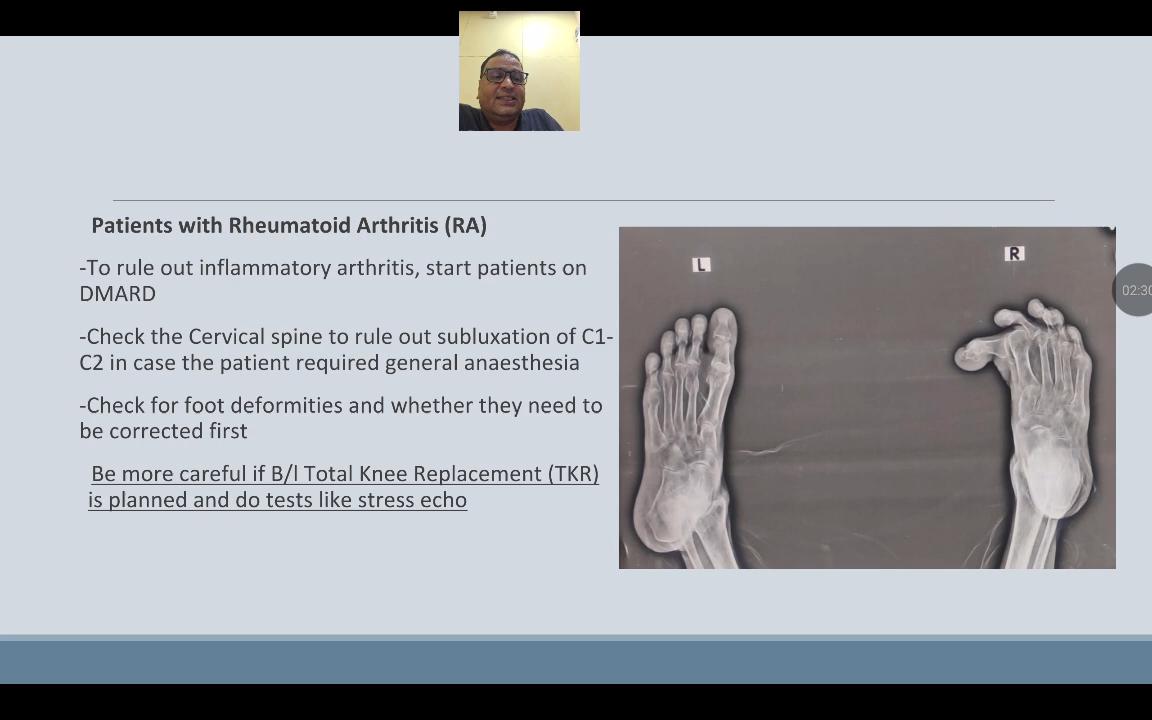 Patients with Rheumatoid Arthritis (RA)
-To rule out inflammatory arthritis, start patients on
DMARD
-Check the Cervical spine to rule out subluxation of C1-
C2 in case the patient required general anaesthesia
-Check for foot deformities and whether they need to
be corrected first
Be more careful if B/l Total Knee Replacement (TKR)
is planned and do tests like stress echo
L
R
02:30